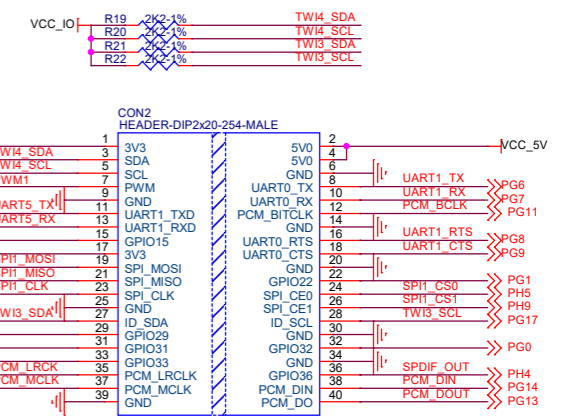 VCC_IO
R19 2K2-1% TWI4_SDA
R20 2K2-1% TWI4_SCL
R21 2K2-1% TWI3_SDA
R22 2K2-1% TWI3_SCL
CON2
HEADER-DIP2x20-254-MALE
1 3V3 5V0 2 VCC_5V
WI4_SDA 3 SDA 5V0 4
WI4_SCL 5 SCL GND 6
WM1 7 PWM UART0_TX 8 UART1_TX PG6
9 GND UART0_RX 10 UART1_RX PG7
ART5_TX 11 UART1_TXD PCM_BITCLK 12 PCM_BCLK PG11
ART5_RX 13 UART1_RXD GND 14
15 GPIO15 UART0_RTS 16 UART1_RTS PG8
17 3V3 UART0_CTS 18 UART1_CTS PG9
PI1_MOSI 19 SPI_MOSI GND 20
PI1_MISO 21 SPI_MISO GPIO22 22 PG1
PI1_CLK 23 SPI_CLK SPI_CE0 24 SPI1_CS0 PH5
25 GND SPI_CE1 26 SPI1_CS1 PH9
WI3_SDA 27 ID_SDA ID_SCL 28 TWI3_SCL PG17
29 GPIO29 GND 30
31 GPIO31 GPIO32 32 PG0
33 GPIO33 GND 34
CM_LRCK 35 PCM_LRCLK GPIO36 36 SPDIF_OUT PH4
CM_MCLK 37 PCM_MCLK PCM_DIN 38 PCM_DIN PG14
39 GND PCM_DO 40 PCM_DOUT PG13